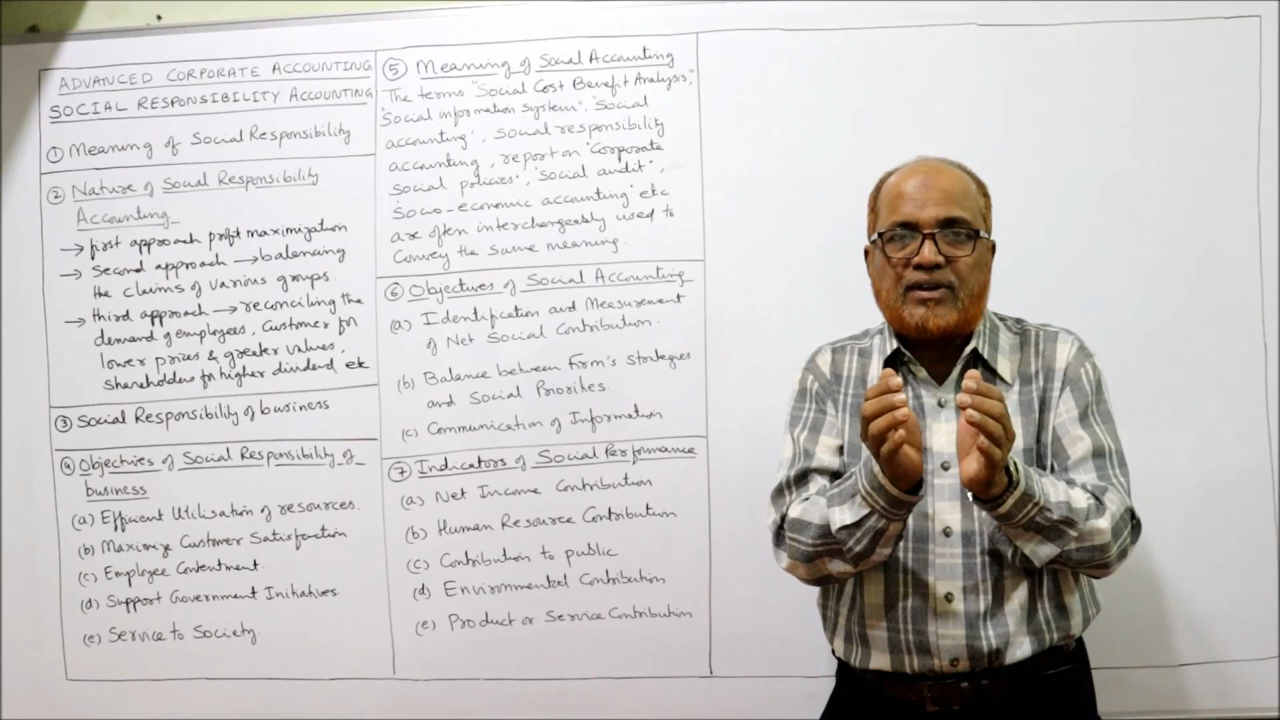 ADVANCED CORPORATE ACCOUNTING
SOCIAL RESPONSIBILITY ACCOUNTING
① Meaning of Social Responsibility
② Nature of Social Responsibility
Accounting
→ first approach profit maximization
→ Second approach → balancing
the claims of various groups.
→ third approach → reconciling the
demand of employees, Customer for
lower prizes & greater values,
Shareholders for higher dividend, etc
③ Social Responsibility of business
④ Objectives of Social Responsibility of
business
(a) Efficient Utilisation of resources.
(b) Maximize Customer Satisfaction
(c) Employee Contentment.
(d) Support Government Initiatives
(e) Service to Society.
⑤ Meaning of Social Accounting
The terms "Social Cost Benefit Analysis",
"Social information System", "Social
accounting", Social responsibility
accounting, report on "Corporate
Social policies", "Social audit",
"Socio-economic accounting" etc
are often interchangeably used to
Convey the same meaning.
⑥ Objectives of Social Accounting
(a) Identification and Measurement
of Net Social Contribution.
(b) Balance between Firm's Strategies
and Social Priorities.
(c) Communication of Information
⑦ Indicators of Social Performance
(a) Net Income Contribution
(b) Human Resource Contribution
(c) Contribution to public
(d) Environmental Contribution
(e) Product or Service Contribution